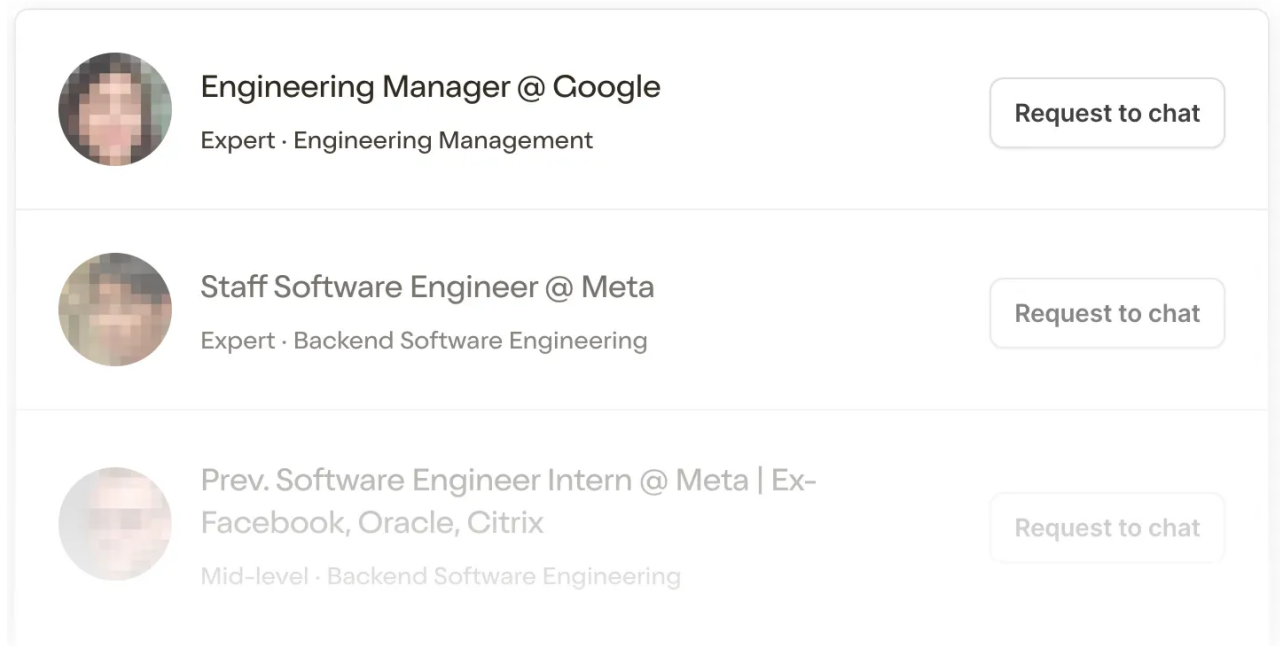 Engineering Manager @ Google
Expert · Engineering Management
Request to chat
Staff Software Engineer @ Meta
Expert · Backend Software Engineering
Request to chat
Prev. Software Engineer Intern @ Meta | Ex-
Facebook, Oracle, Citrix
Mid-level · Backend Software Engineering
Request to chat